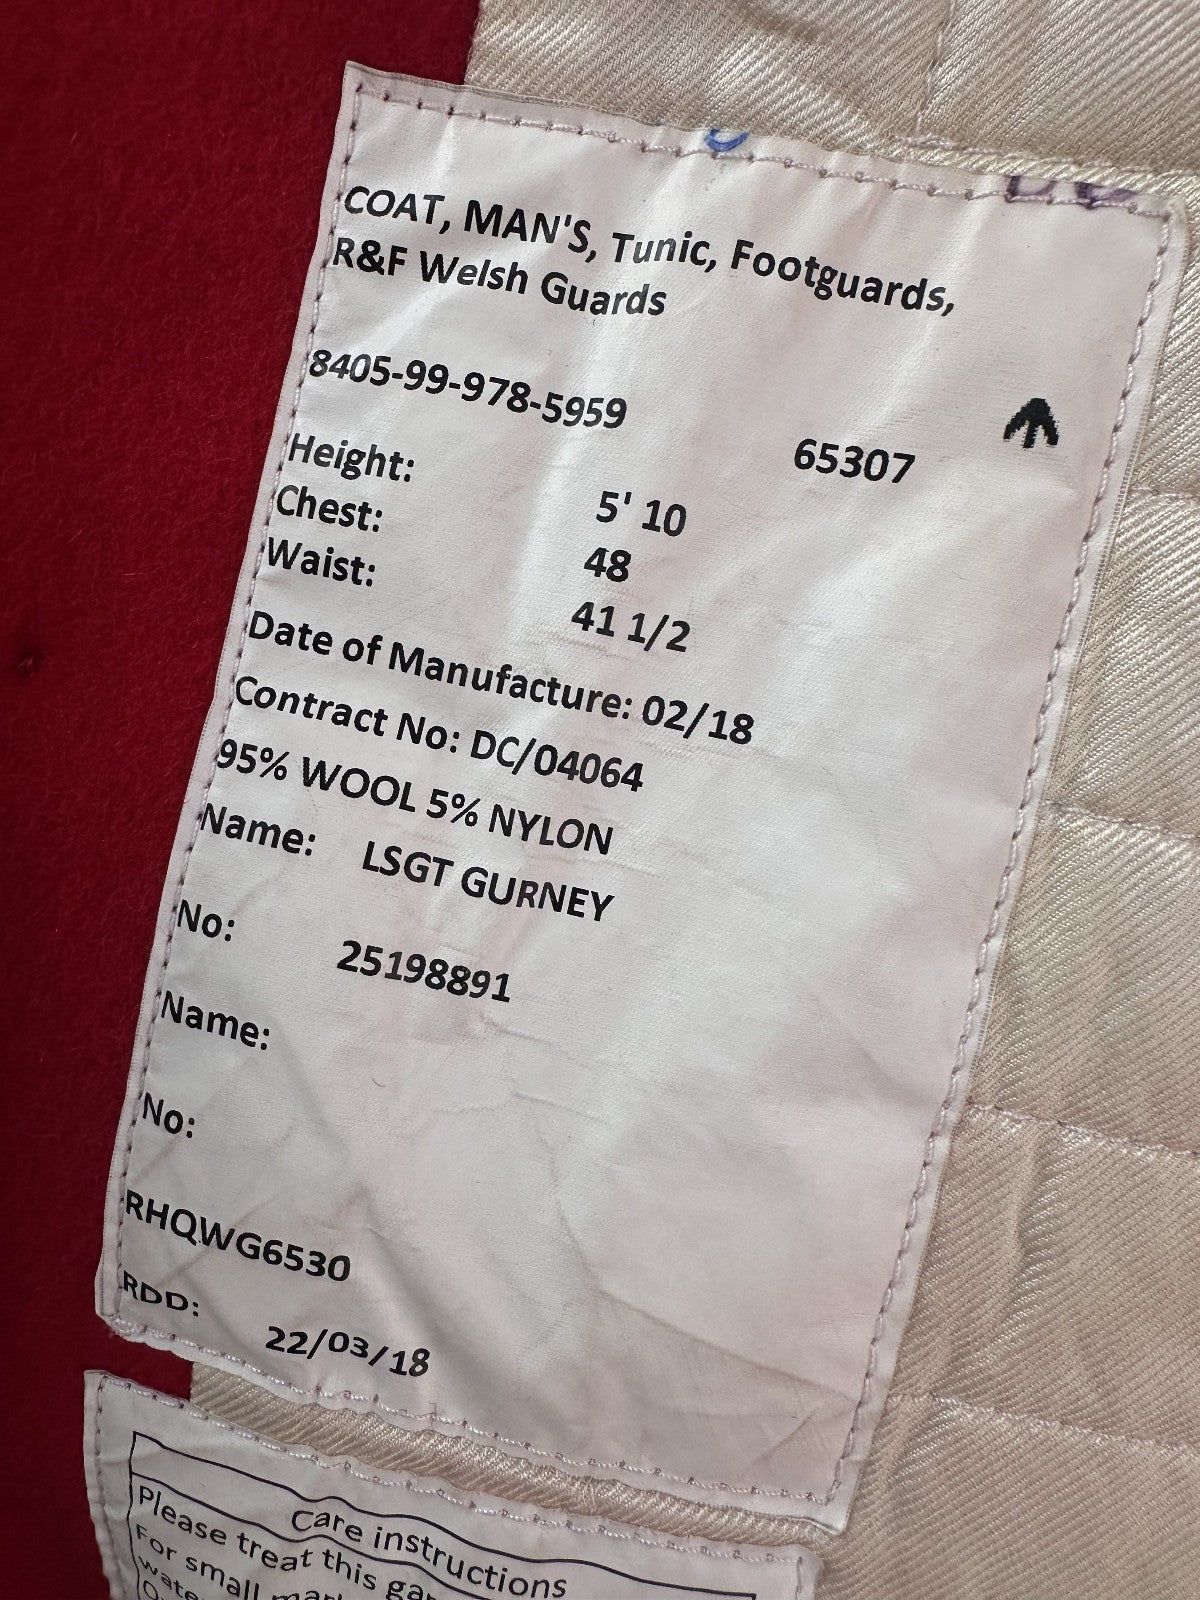 COAT, MAN'S, Tunic, Footguards,
R&F Welsh Guards
8405-99-978-5959
65307
Height: 5' 10
Chest: 48
Waist: 41 1/2
Date of Manufacture: 02/18
Contract No: DC/04064
95% WOOL 5% NYLON
Name: LSGT GURNEY
No: 25198891
Name:
No:
RHQWG6530
RDD:
22/03/18
Care instructions
Please treat this
For small